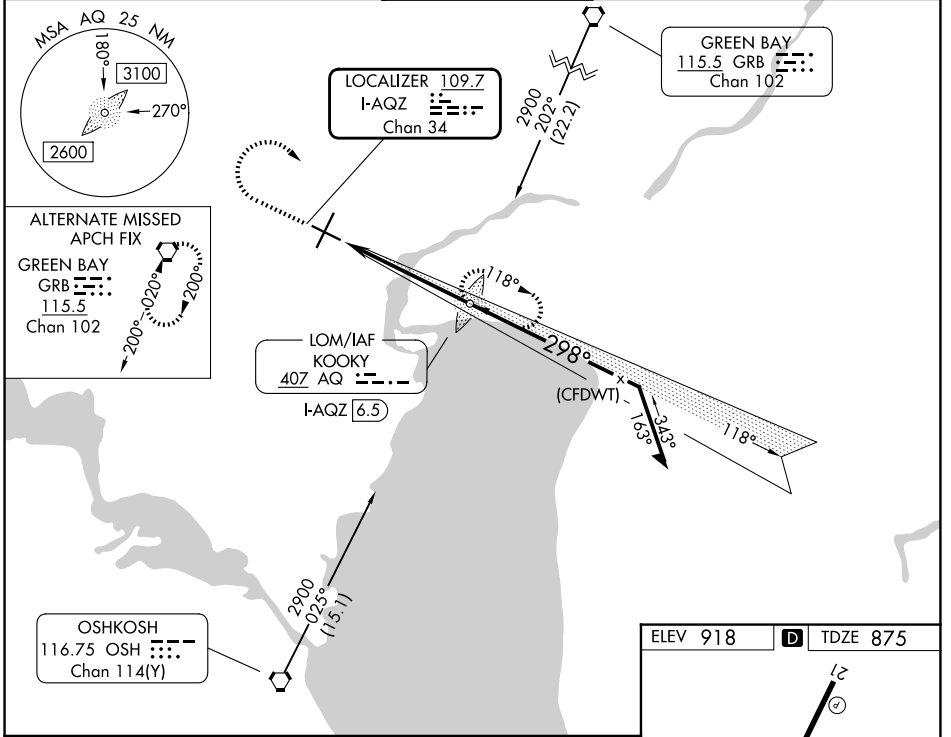 MSA AQ 25 NM
180°
3100
270°
2600
LOCALIZER 109.7
I-AQZ
Chan 34
GREEN BAY
115.5 GRB
Chan 102
2900
202°
(22.2)
ALTERNATE MISSED
APCH FIX
GREEN BAY
GRB
115.5
Chan 102
020°
200°
200°
118°
LOM/IAF
KOOKY
407 AQ
I-AQZ 6.5
298°
x
(CFDWT)
343°
163°
118°
2900
025°
(15.1)
OSHKOSH
116.75 OSH
Chan 114(Y)
ELEV 918 D TDZE 875
21
P